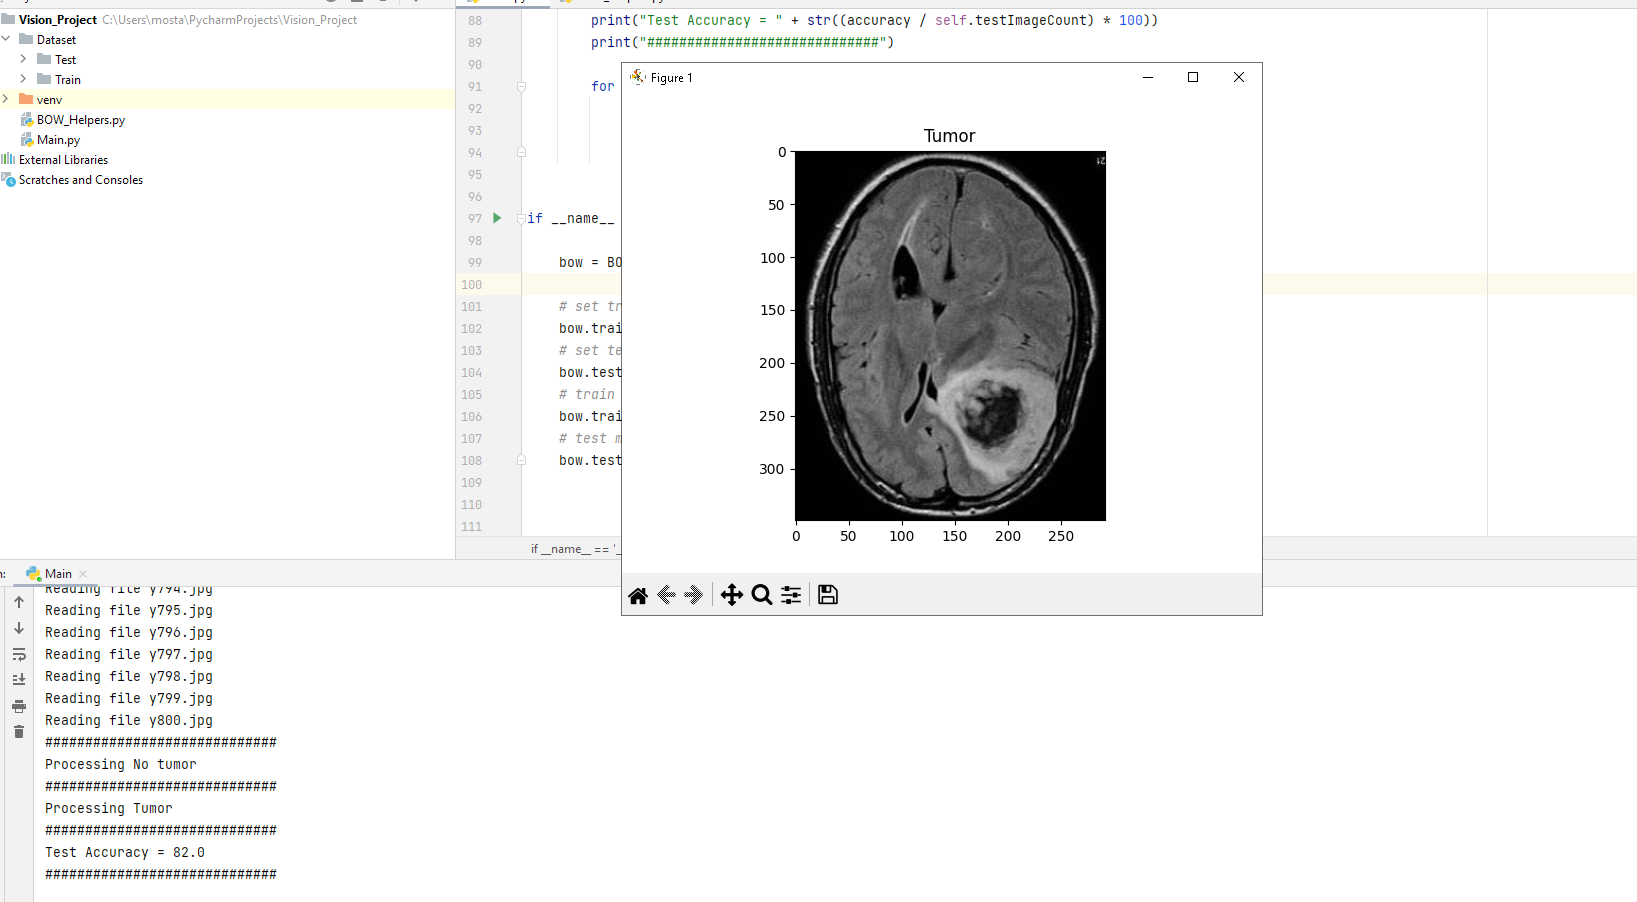 Vision_Project C:\Users\mosta\PycharmProjects\Vision_Project
Dataset
Test
Train
venv
BOW_Helpers.py
Main.py
External Libraries
Scratches and Consoles
88 print("Test Accuracy = " + str((accuracy / self.testImageCount) * 100))
89 print("#############################")
90
91 for
92
93
94
95
96
97 if __name__
98
99 bow = BO
100
101 # set tr
102 bow.trai
103 # set te
104 bow.test
105 # train
106 bow.trai
107 # test m
108 bow.test
109
110
111
if __name__ == '_
Figure 1
Tumor
0
50
100
150
200
250
300
0 50 100 150 200 250
21
Main
Reading file y794.jpg
Reading file y795.jpg
Reading file y796.jpg
Reading file y797.jpg
Reading file y798.jpg
Reading file y799.jpg
Reading file y800.jpg
#############################
Processing No tumor
#############################
Processing Tumor
#############################
Test Accuracy = 82.0
#############################